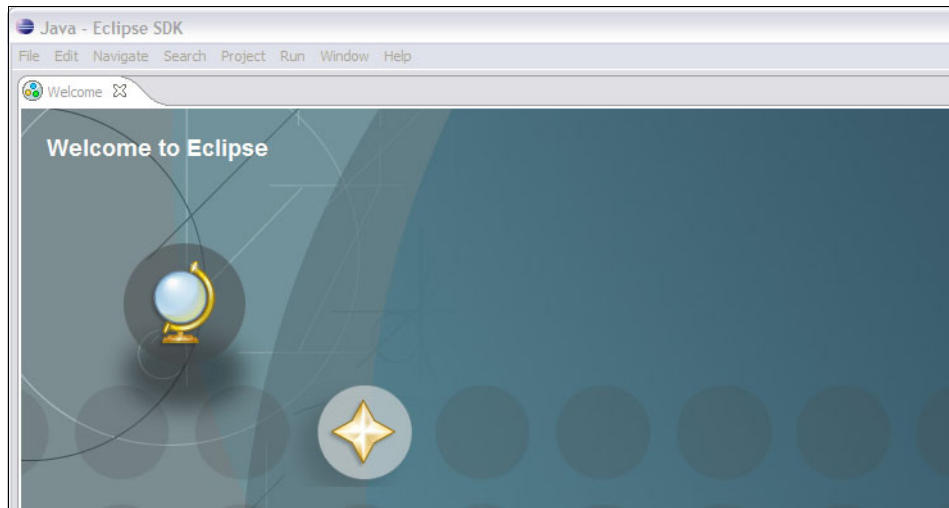 Java - Eclipse SDK
File Edit Navigate Search Project Run Window Help
Welcome
Welcome to Eclipse